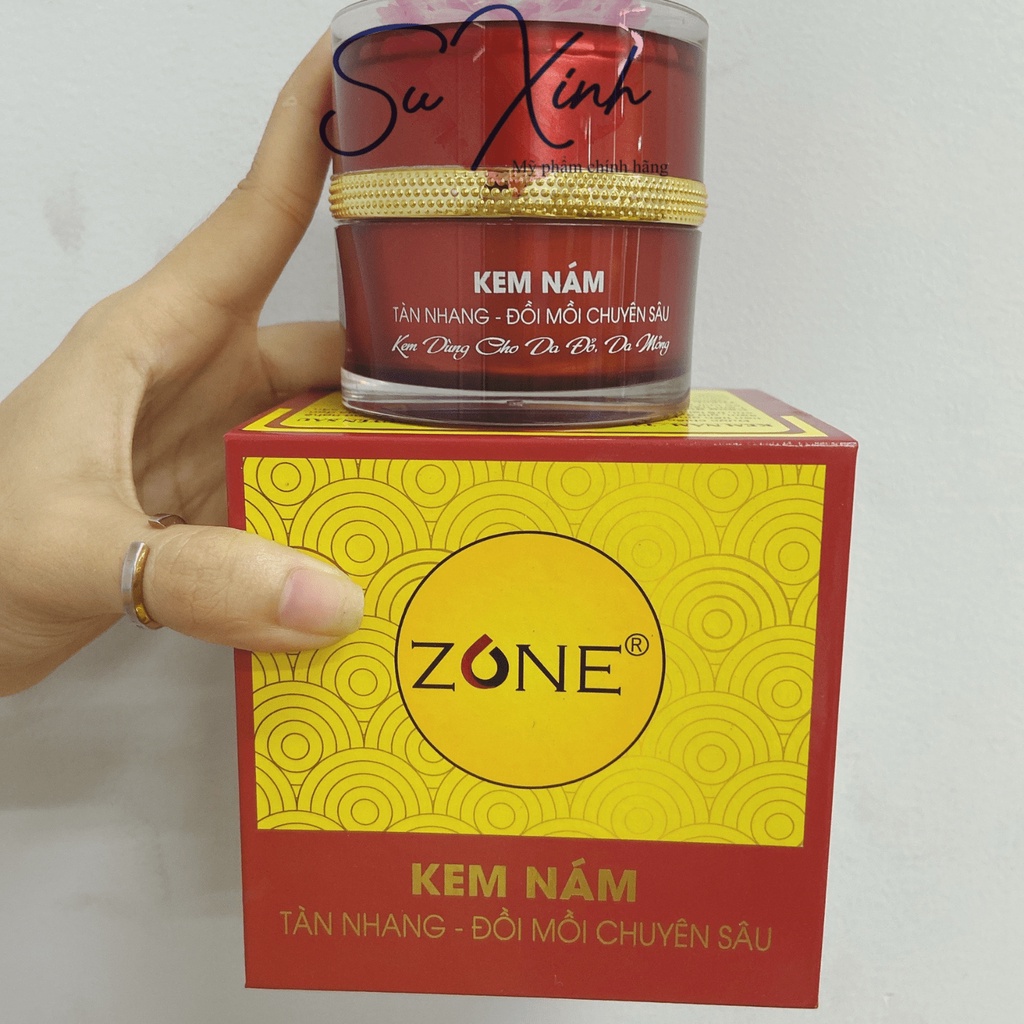 Su Xinh
Mỹ phẩm chính hãng
KEM NÁM
TÀN NHANG - ĐỒI MỒI CHUYÊN SÂU
Kem Dùng Cho Da Đỏ, Da Mỏng
ZONE®
KEM NÁM
TÀN NHANG - ĐỒI MỒI CHUYÊN SÂU